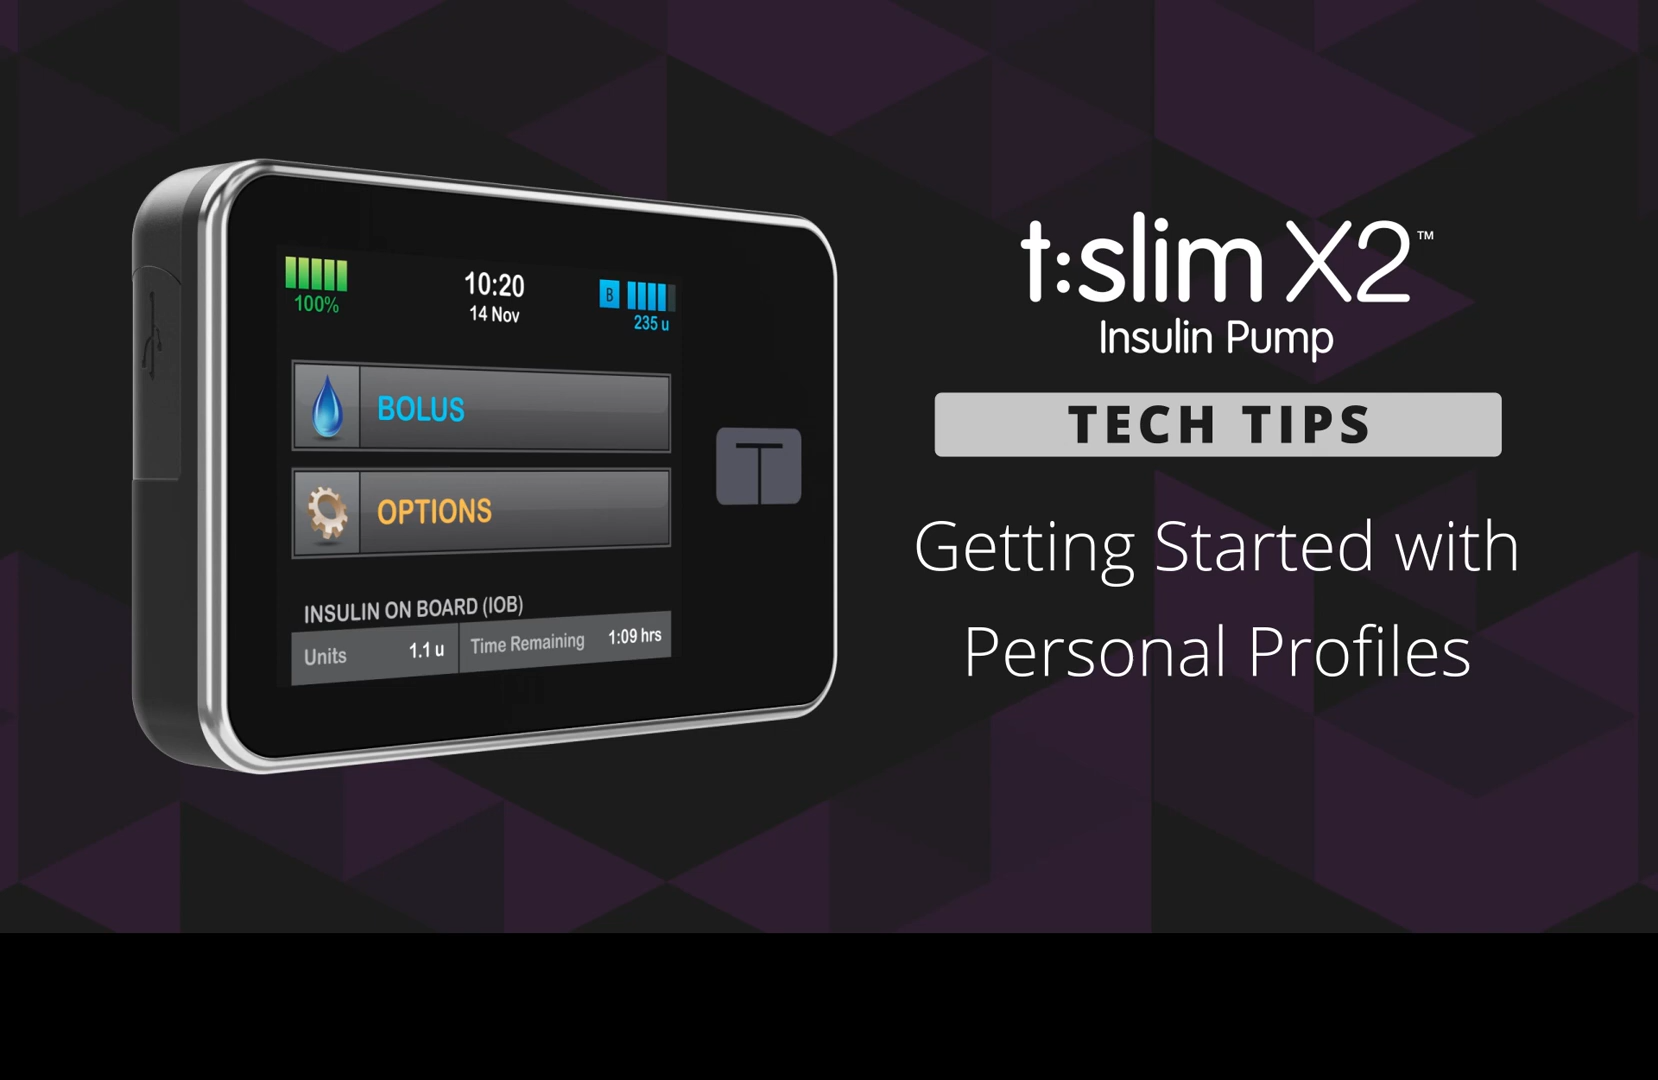 100%
10:20
14 Nov
B
235 u
BOLUS
OPTIONS
INSULIN ON BOARD (IOB)
Units 1.1 u Time Remaining 1:09 hrs
t:slim X2™
Insulin Pump
TECH TIPS
Getting Started with
Personal Profiles